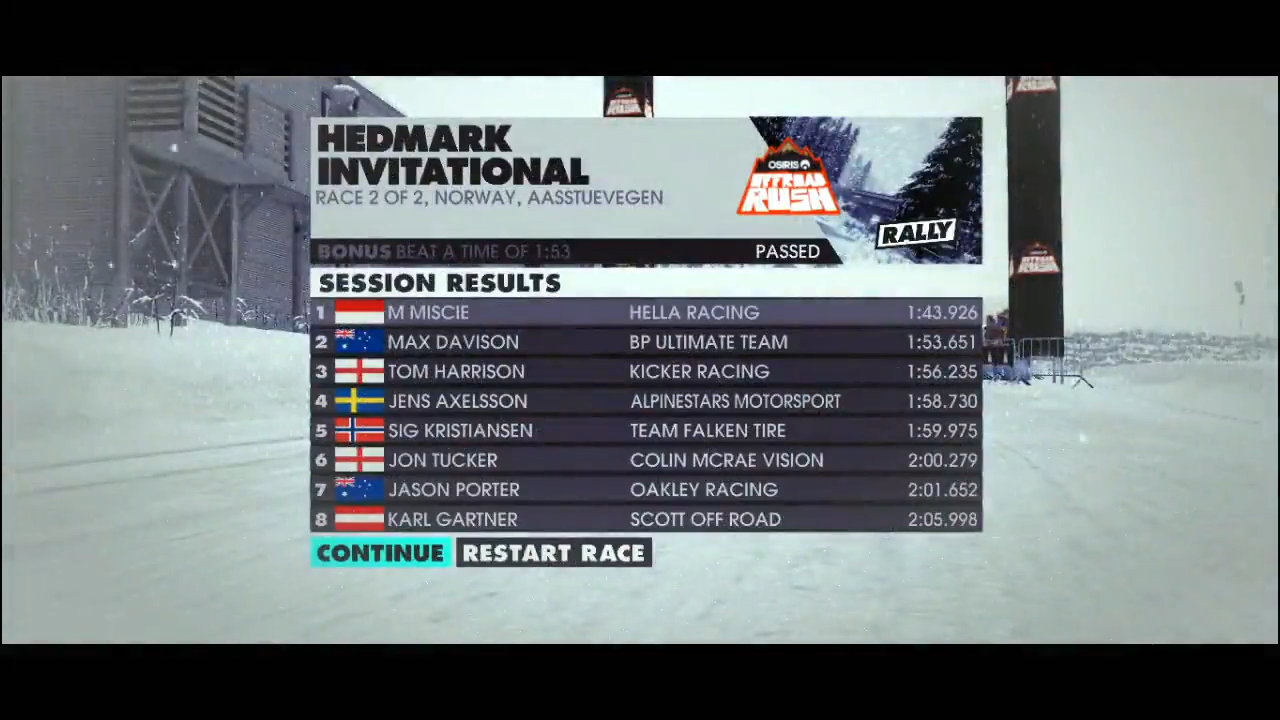 HEDMARK
INVITATIONAL
RACE 2 OF 2, NORWAY, AASSTUEVEGEN
OSIRIS
OFFROAD
RUSH
RALLY
BONUS BEAT A TIME OF 1:53 PASSED
SESSION RESULTS
1 M MISCIE HELLA RACING 1:43.926
2 MAX DAVISON BP ULTIMATE TEAM 1:53.651
3 TOM HARRISON KICKER RACING 1:56.235
4 JENS AXELSSON ALPINESTARS MOTORSPORT 1:58.730
5 SIG KRISTIANSEN TEAM FALKEN TIRE 1:59.975
6 JON TUCKER COLIN MCRAE VISION 2:00.279
7 JASON PORTER OAKLEY RACING 2:01.652
8 KARL GARTNER SCOTT OFF ROAD 2:05.998
CONTINUE RESTART RACE